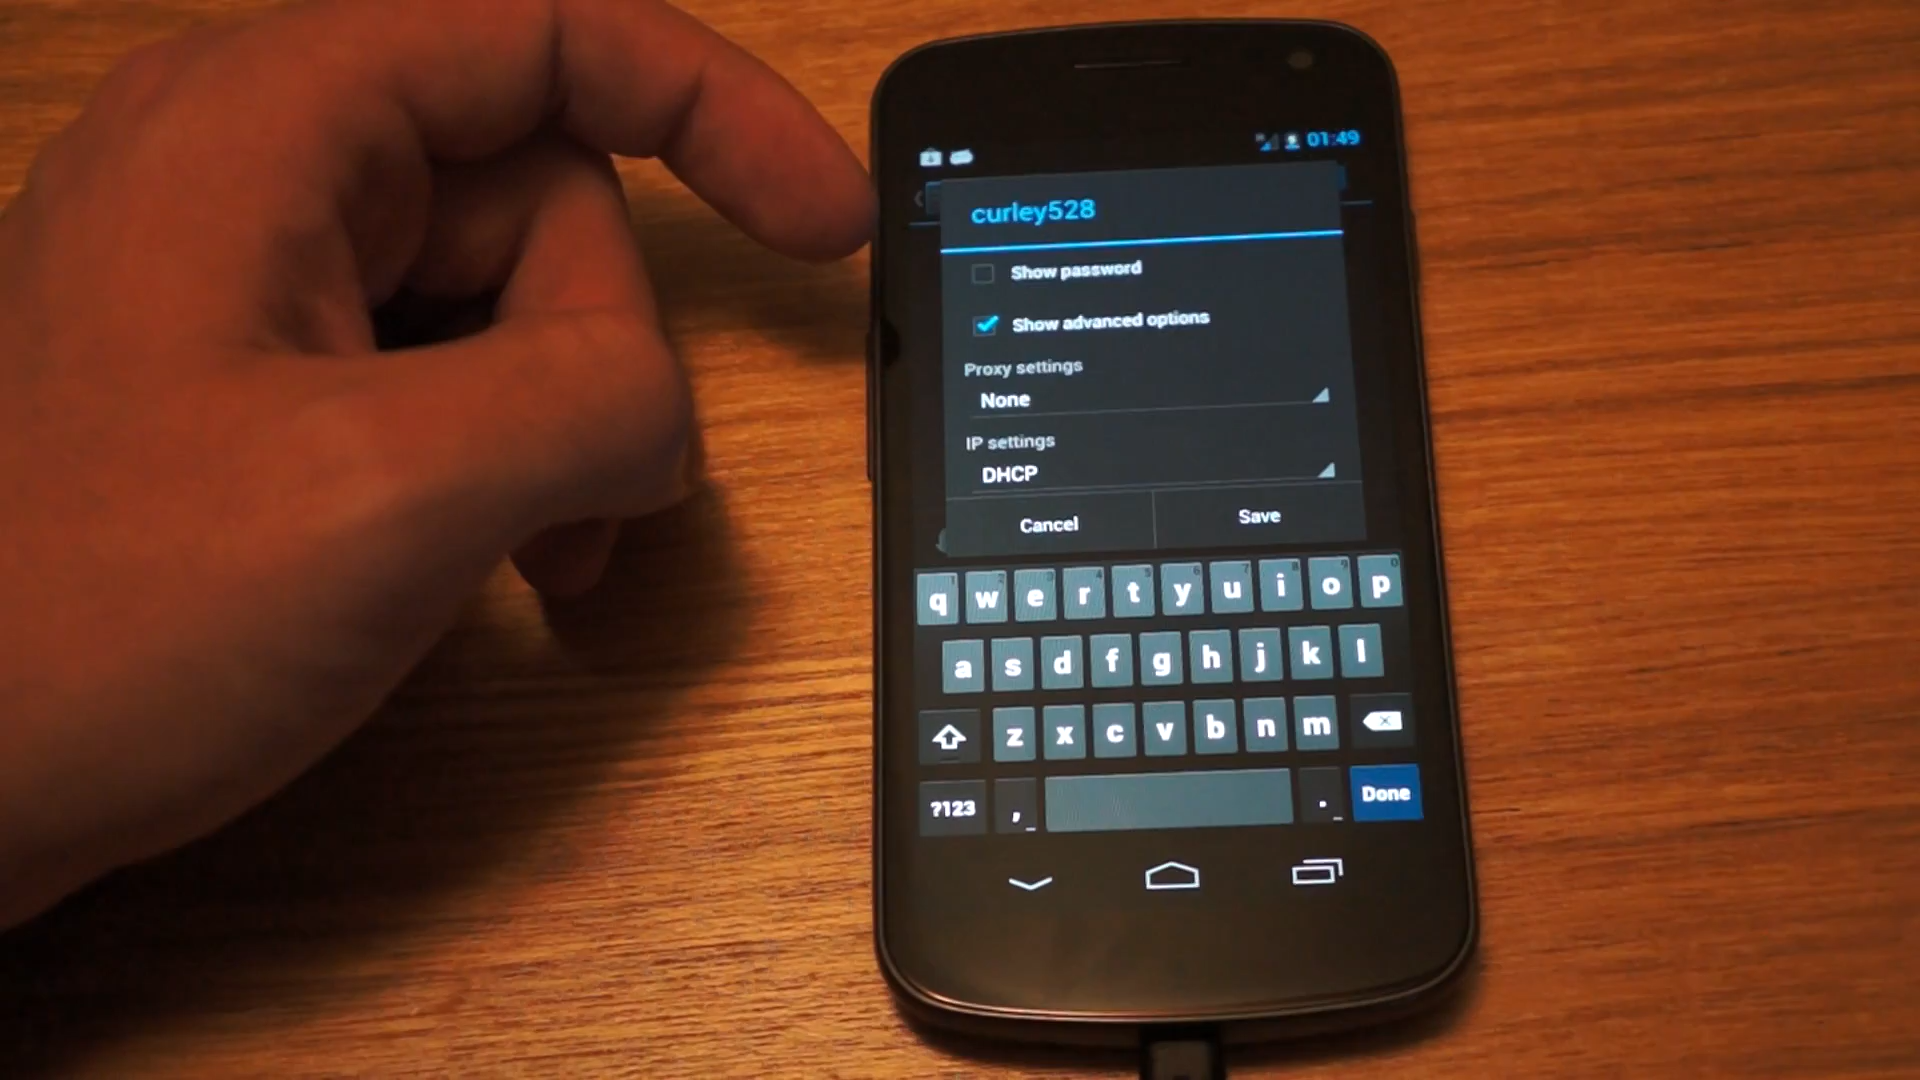 01:49
curley528
Show password
Show advanced options
Proxy settings
None
IP settings
DHCP
Cancel Save
q w e r t y u i o p
a s d f g h j k l
z x c v b n m
?123 , . Done